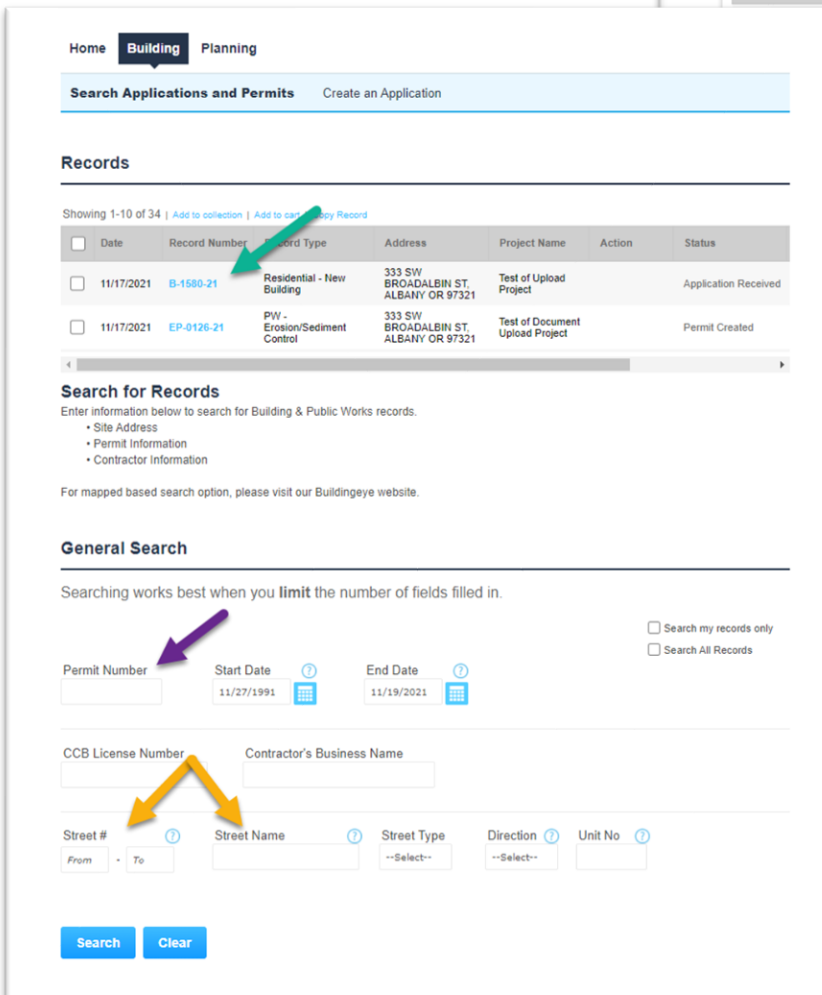 Home Building Planning
Search Applications and Permits Create an Application
Records
Showing 1-10 of 34 | Add to collection | Add to cart Copy Record
Date Record Number Record Type Address Project Name Action Status
11/17/2021 B-1580-21 Residential - New Building 333 SW BROADALBIN ST, ALBANY OR 97321 Test of Upload Project Application Received
11/17/2021 EP-0126-21 PW - Erosion/Sediment Control 333 SW BROADALBIN ST, ALBANY OR 97321 Test of Document Upload Project Permit Created
Search for Records
Enter information below to search for Building & Public Works records.
• Site Address
• Permit Information
• Contractor Information
For mapped based search option, please visit our Buildingeye website.
General Search
Searching works best when you limit the number of fields filled in.
Search my records only
Search All Records
Permit Number Start Date ? End Date ?
11/27/1991 11/19/2021
CCB License Number Contractor's Business Name
Street # ? Street Name ? Street Type Direction ? Unit No ?
From - To --Select-- --Select--
Search Clear